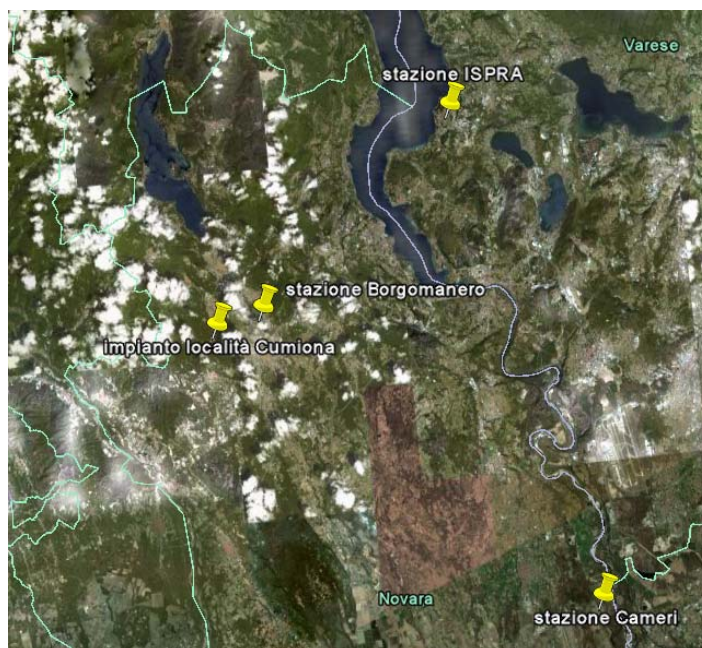 Varese
stazione ISPRA
stazione Borgomanero
impianto località Cumiona
Novara
stazione Cameri